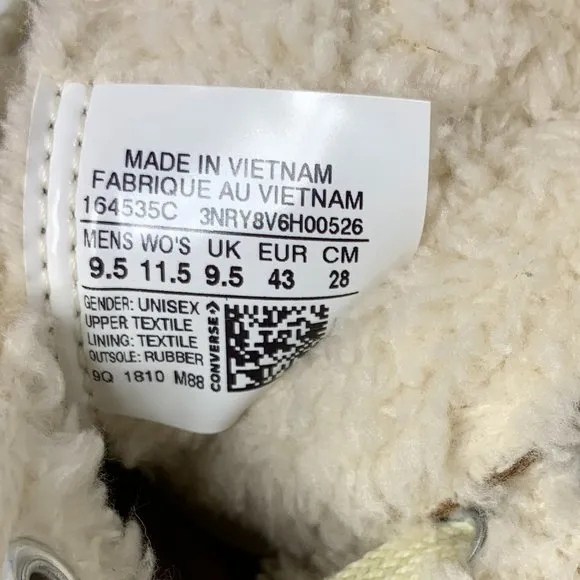 MADE IN VIETNAM
FABRIQUE AU VIETNAM
164535C 3NRY8V6H00526
MENS WO'S UK EUR CM
9.5 11.5 9.5 43 28
GENDER: UNISEX
UPPER TEXTILE
LINING: TEXTILE
OUTSOLE: RUBBER
9Q 1810 M88
CONVERSE